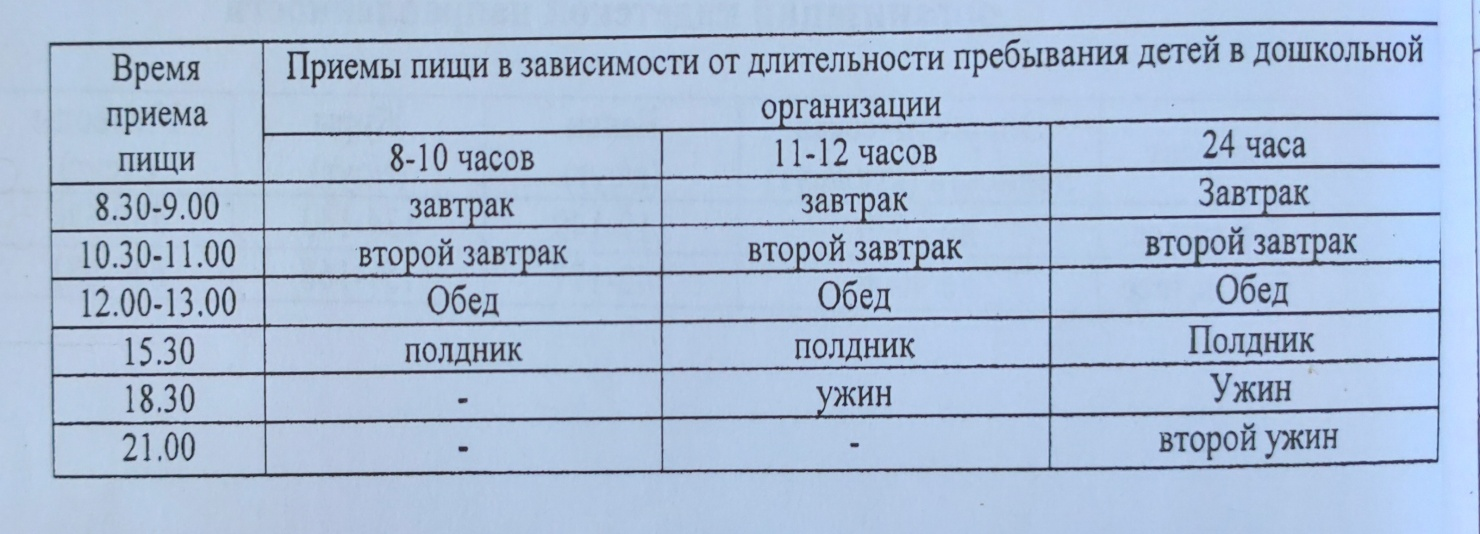 Время приема пищи
Приемы пищи в зависимости от длительности пребывания детей в дошкольной
организации
8-10 часов 11-12 часов 24 часа
8.30-9.00 завтрак завтрак Завтрак
10.30-11.00 второй завтрак второй завтрак второй завтрак
12.00-13.00 Обед Обед Обед
15.30 полдник полдник Полдник
18.30 - ужин Ужин
21.00 - - второй ужин